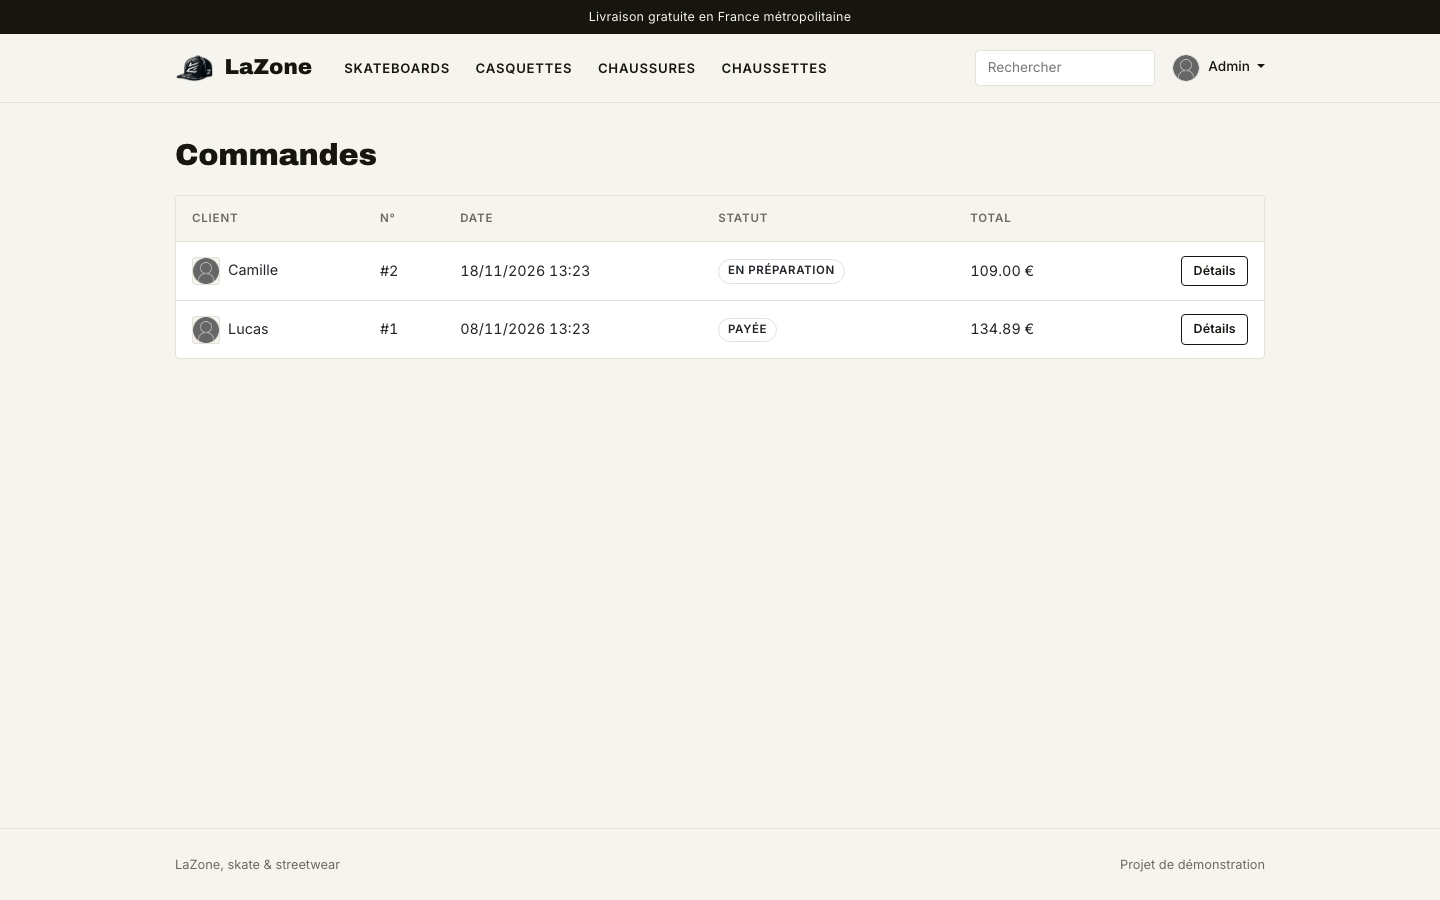 Livraison gratuite en France métropolitaine
LaZone SKATEBOARDS CASQUETTES CHAUSSURES CHAUSSETTES Rechercher Admin
Commandes
CLIENT N° DATE STATUT TOTAL
Camille #2 18/11/2026 13:23 EN PRÉPARATION 109.00 € Détails
Lucas #1 08/11/2026 13:23 PAYÉE 134.89 € Détails
LaZone, skate & streetwear Projet de démonstration